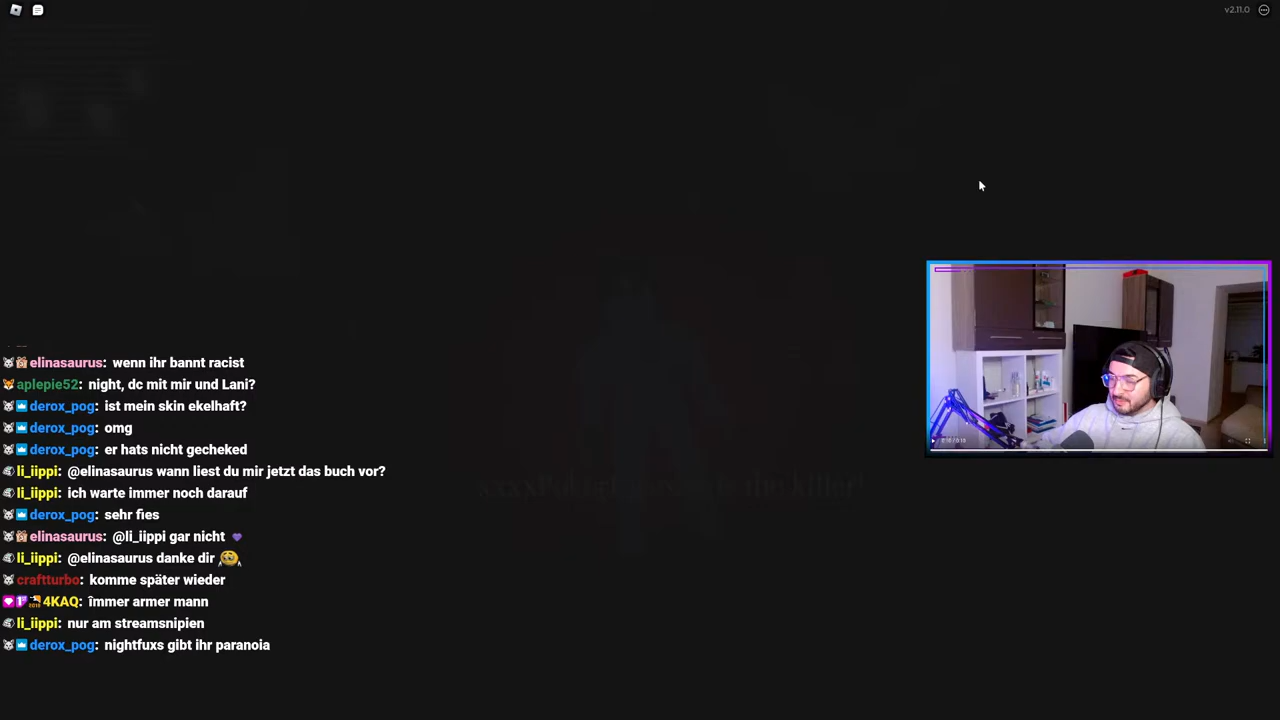 v2.11.0
elinasaurus: wenn ihr bannt racist
aplepie52: night, dc mit mir und Lani?
derox_pog: ist mein skin ekelhaft?
derox_pog: omg
derox_pog: er hats nicht gecheked
li_iippi: @elinasaurus wann liest du mir jetzt das buch vor?
li_iippi: ich warte immer noch darauf
derox_pog: sehr fies
elinasaurus: @li_iippi gar nicht 💜
li_iippi: @elinasaurus danke dir
craftturbo: komme später wieder
4KAQ: îmmer armer mann
li_iippi: nur am streamsnipien
derox_pog: nightfuxs gibt ihr paranoia
the killer!